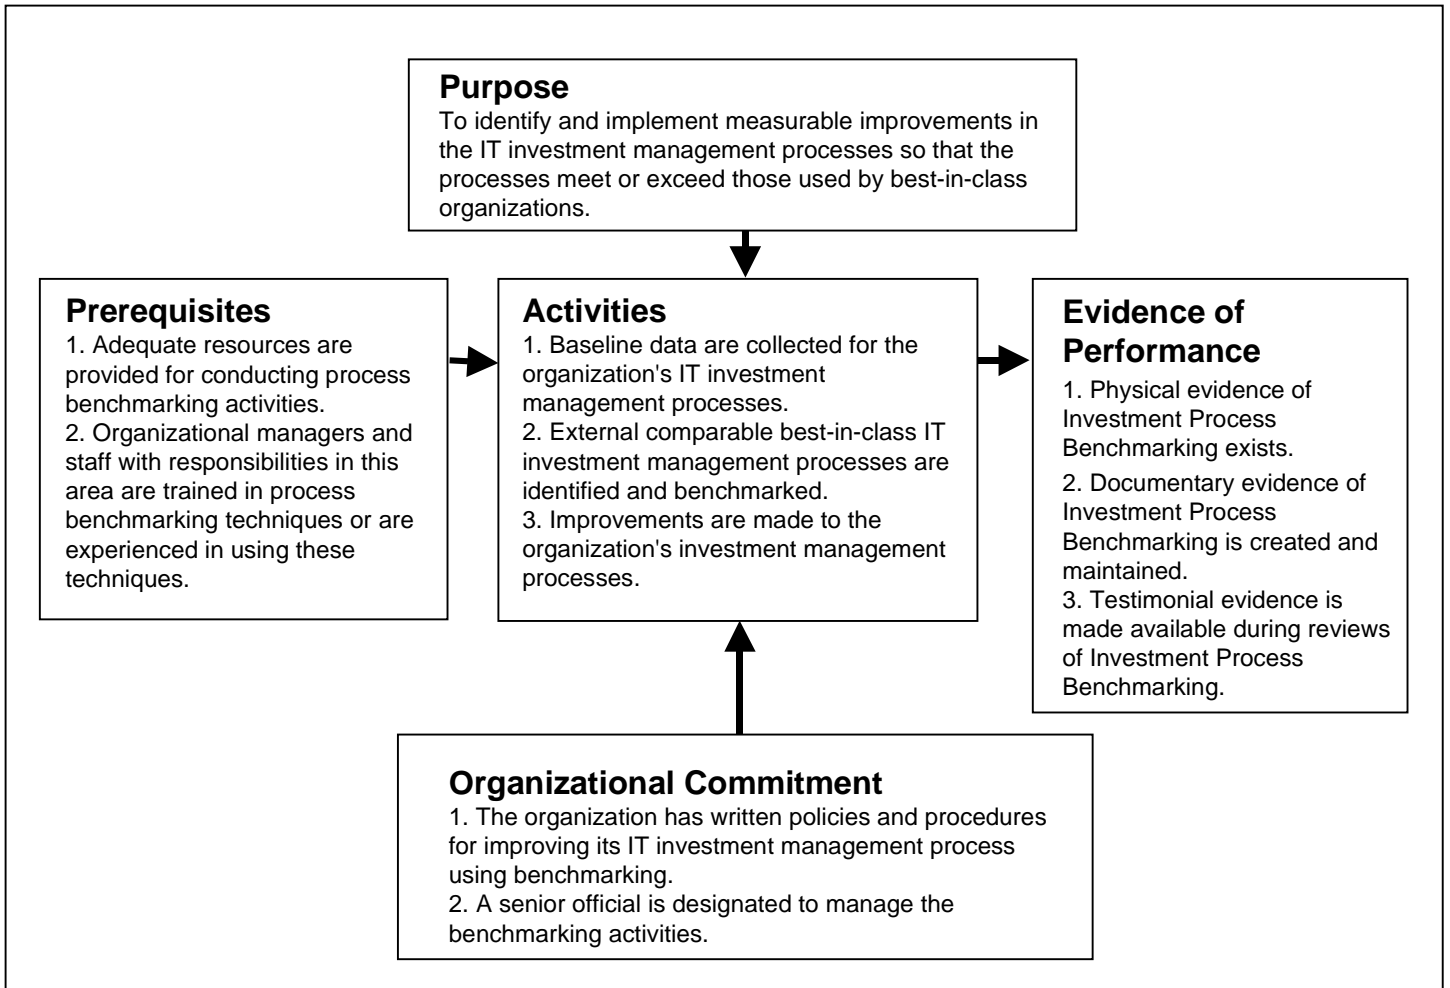 Purpose
To identify and implement measurable improvements in
the IT investment management processes so that the
processes meet or exceed those used by best-in-class
organizations.
Prerequisites
1. Adequate resources are
provided for conducting process
benchmarking activities.
2. Organizational managers and
staff with responsibilities in this
area are trained in process
benchmarking techniques or are
experienced in using these
techniques.
Activities
1. Baseline data are collected for the
organization's IT investment
management processes.
2. External comparable best-in-class IT
investment management processes are
identified and benchmarked.
3. Improvements are made to the
organization's investment management
processes.
Evidence of
Performance
1. Physical evidence of
Investment Process
Benchmarking exists.
2. Documentary evidence of
Investment Process
Benchmarking is created and
maintained.
3. Testimonial evidence is
made available during reviews
of Investment Process
Benchmarking.
Organizational Commitment
1. The organization has written policies and procedures
for improving its IT investment management process
using benchmarking.
2. A senior official is designated to manage the
benchmarking activities.